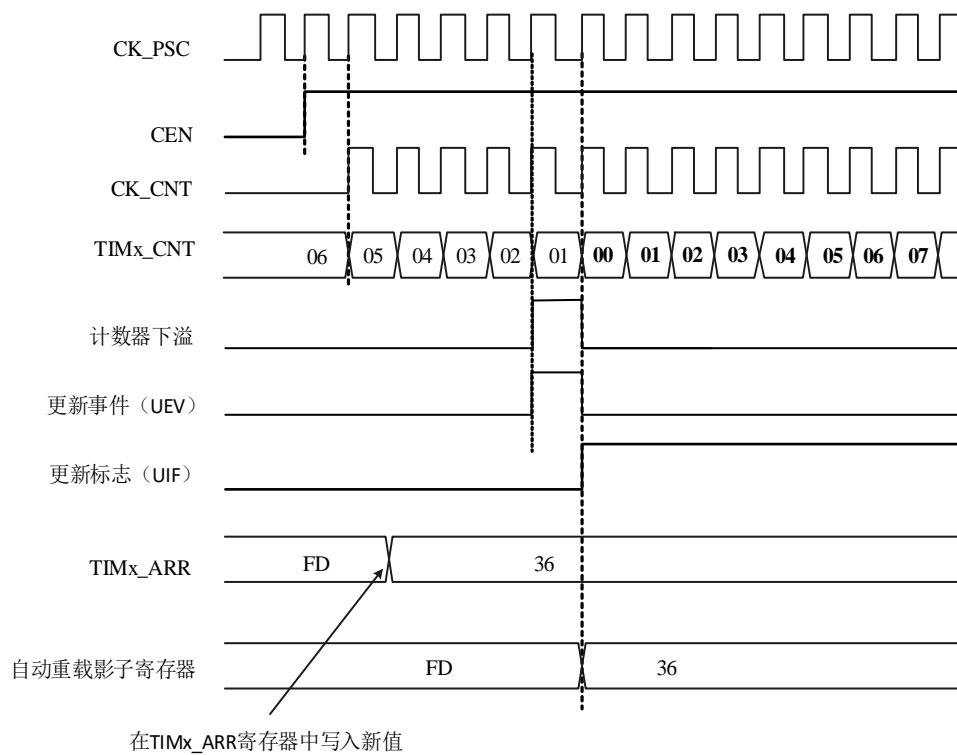 CK_PSC
CEN
CK_CNT
TIMx_CNT 06 05 04 03 02 01 00 01 02 03 04 05 06 07
计数器下溢
更新事件（UEV）
更新标志（UIF）
TIMx_ARR FD 36
自动重载影子寄存器 FD 36
在TIMx_ARR寄存器中写入新值